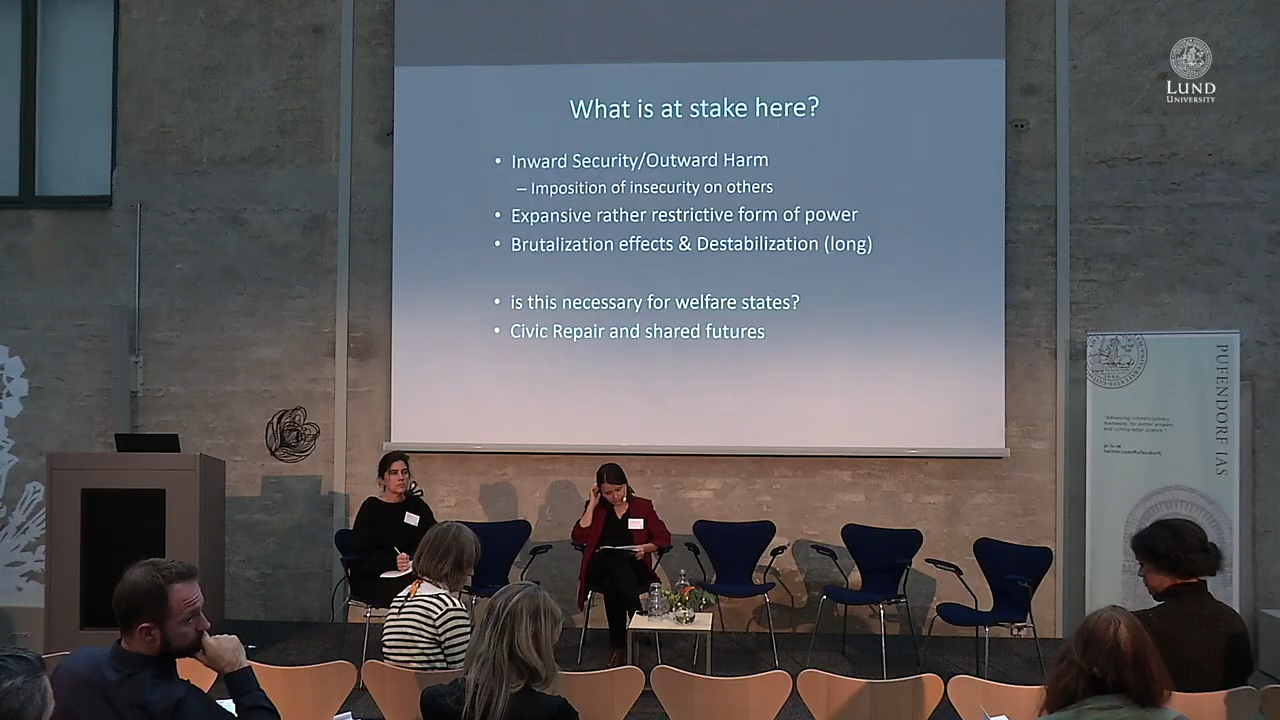 LUND
UNIVERSITY
What is at stake here?
• Inward Security/Outward Harm
– Imposition of insecurity on others
• Expansive rather restrictive form of power
• Brutalization effects & Destabilization (long)
• is this necessary for welfare states?
• Civic Repair and shared futures
PUFENDORF IAS